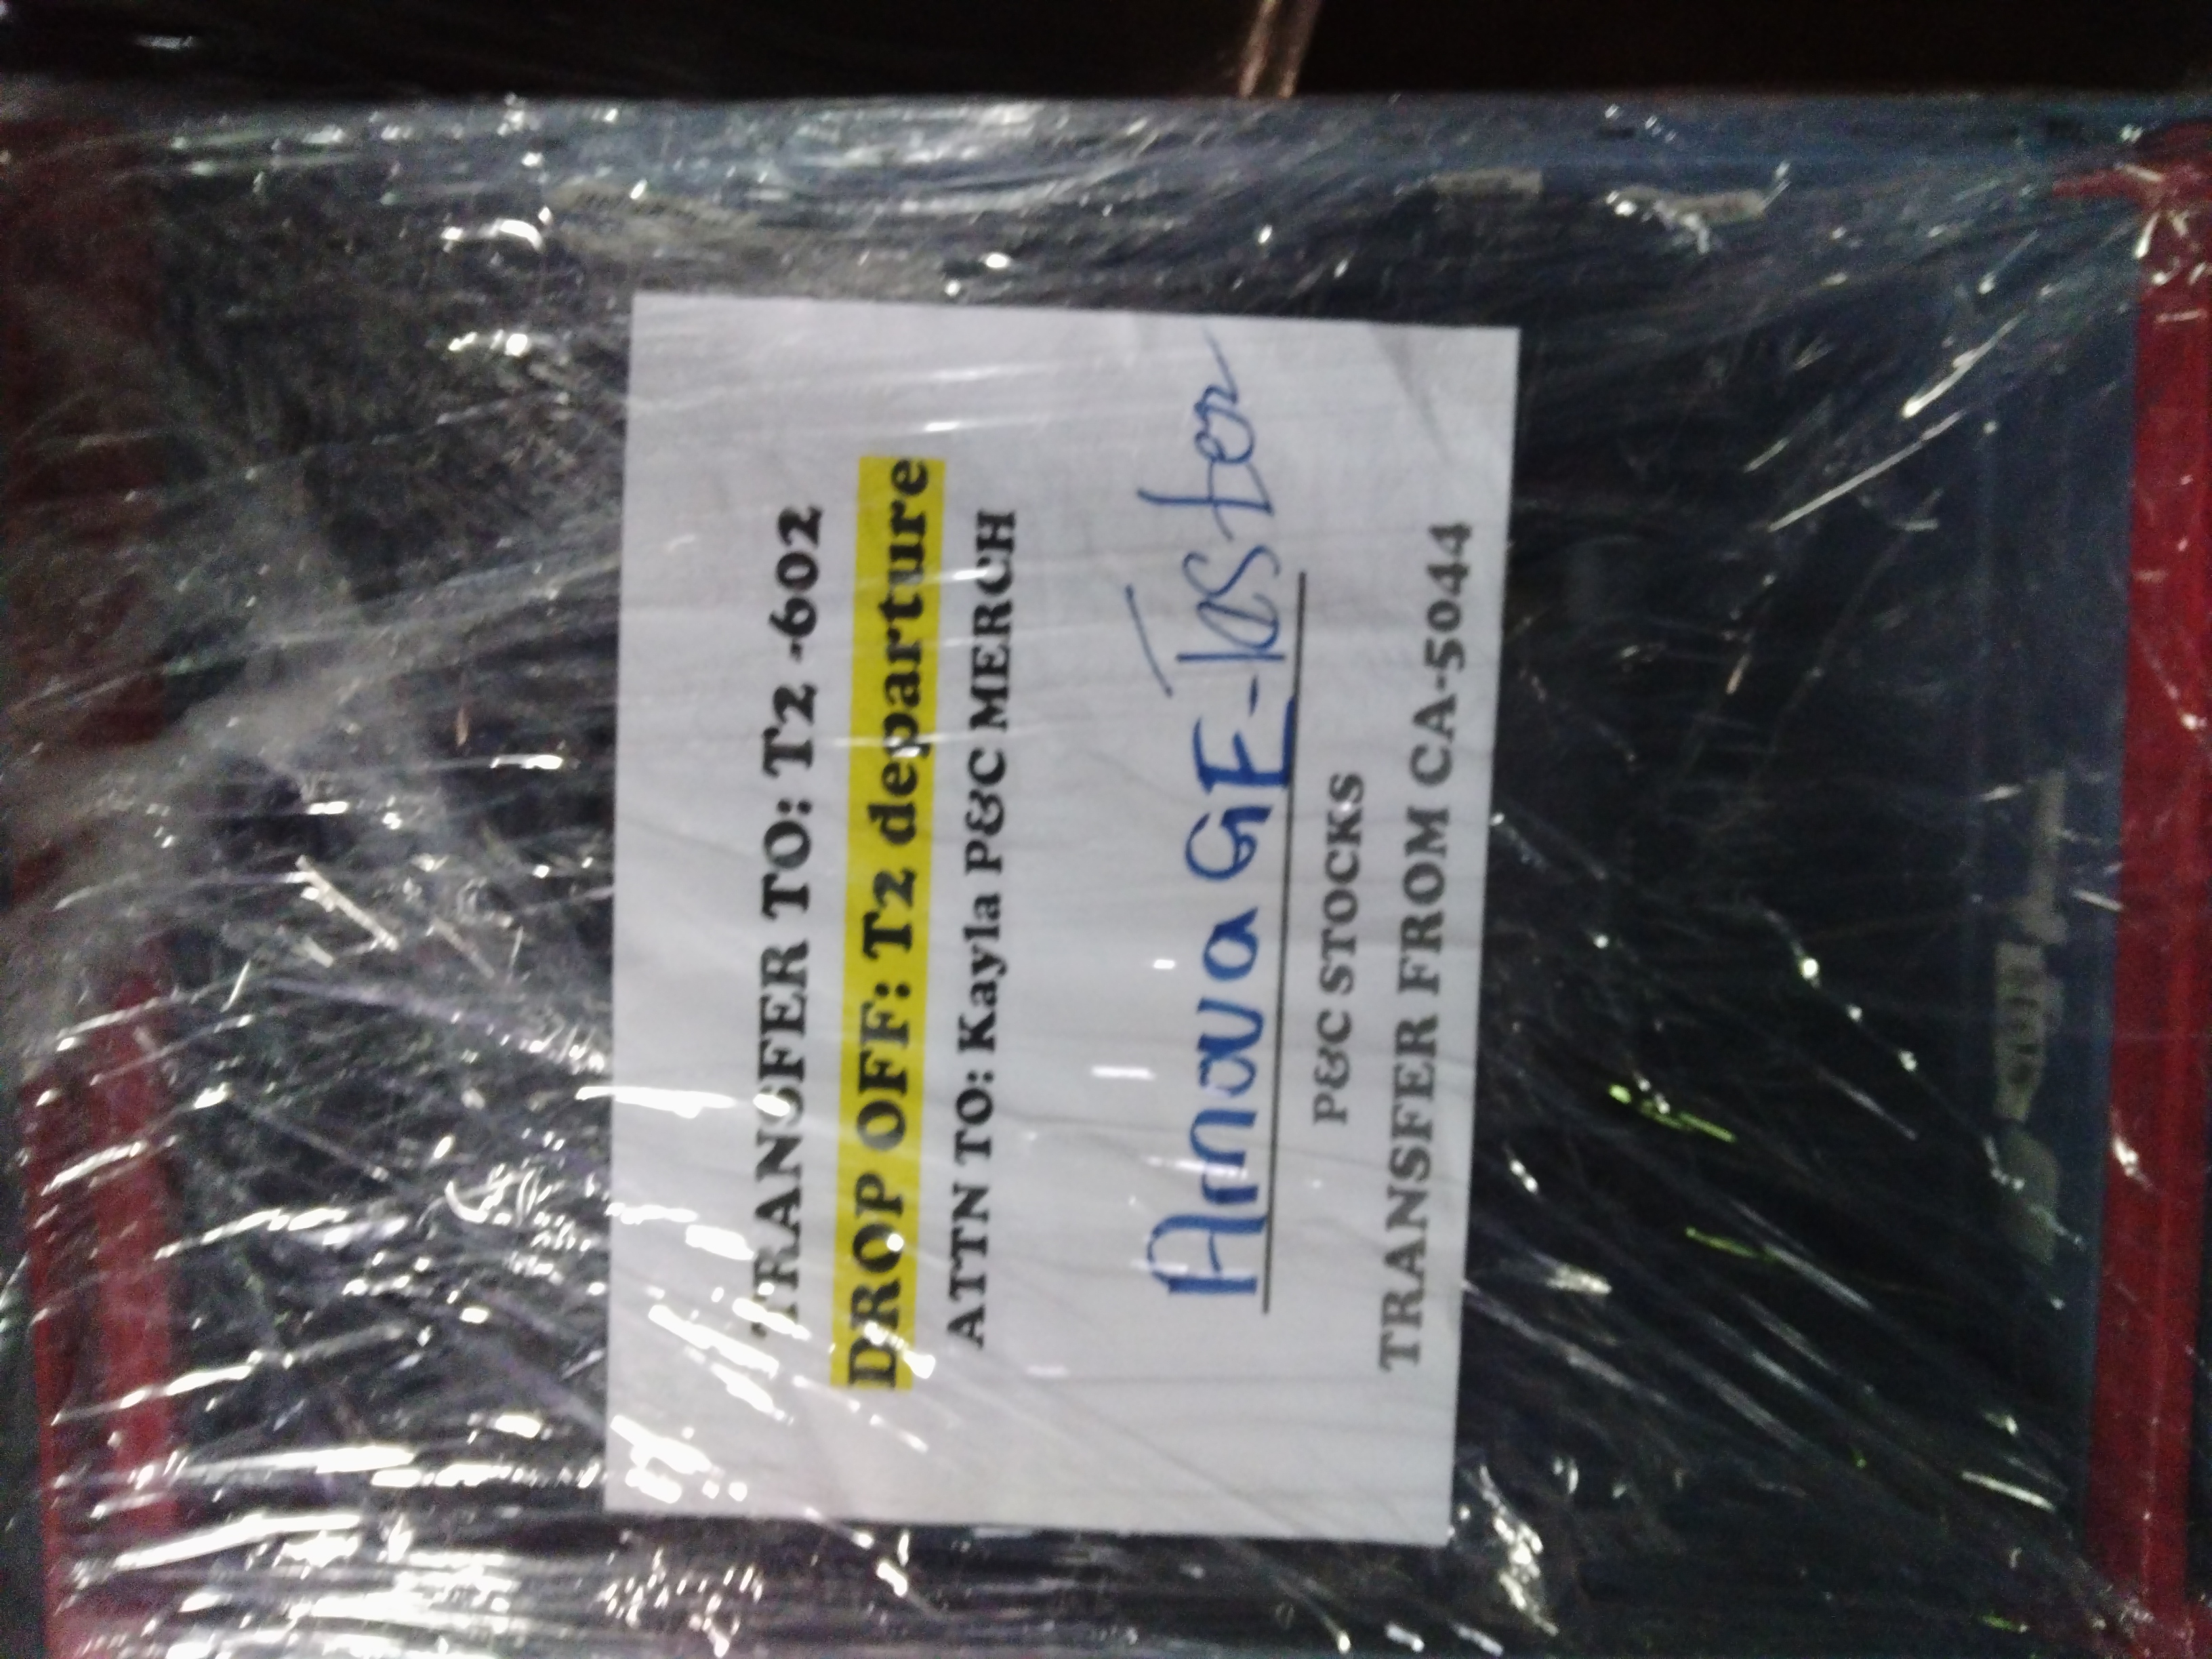 TRANSFER TO: T2 -602
DROP OFF: T2 departure
ATTN TO: Kayla P&C MERCH
P&C STOCKS
TRANSFER FROM CA-5044